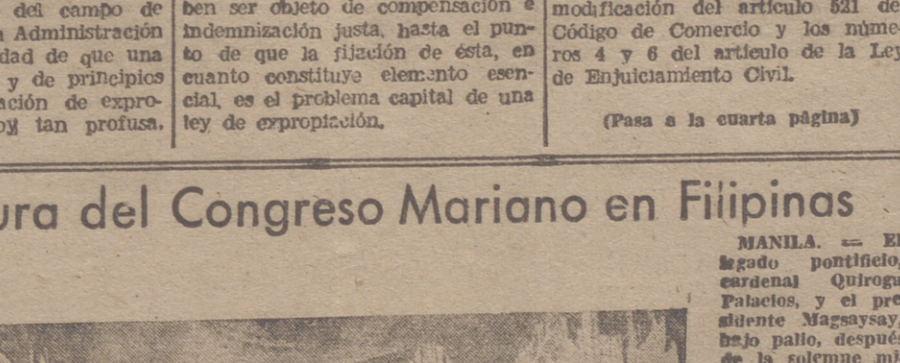 del campo de
Administración
dad de que una
y de principios
ación de expro-
tan profusa.
ben ser objeto de compensación e
indemnización justa, hasta el pun-
to de que la fijación de ésta, en
cuanto constituye elemento esen-
cial, es el problema capital de una
ley de expropiación.
modificación del artículo 521 de
Código de Comercio y los núme-
ros 4 y 6 del artículo de la Ley
de Enjuiciamiento Civil.
(Pasa a la cuarta página)
ura del Congreso Mariano en Filipinas
MANILA. — El
legado pontificio,
cardenal Quiroga
Palacios, y el pre
sidente Magsaysay,
bajo palio, después
de la solemne mi